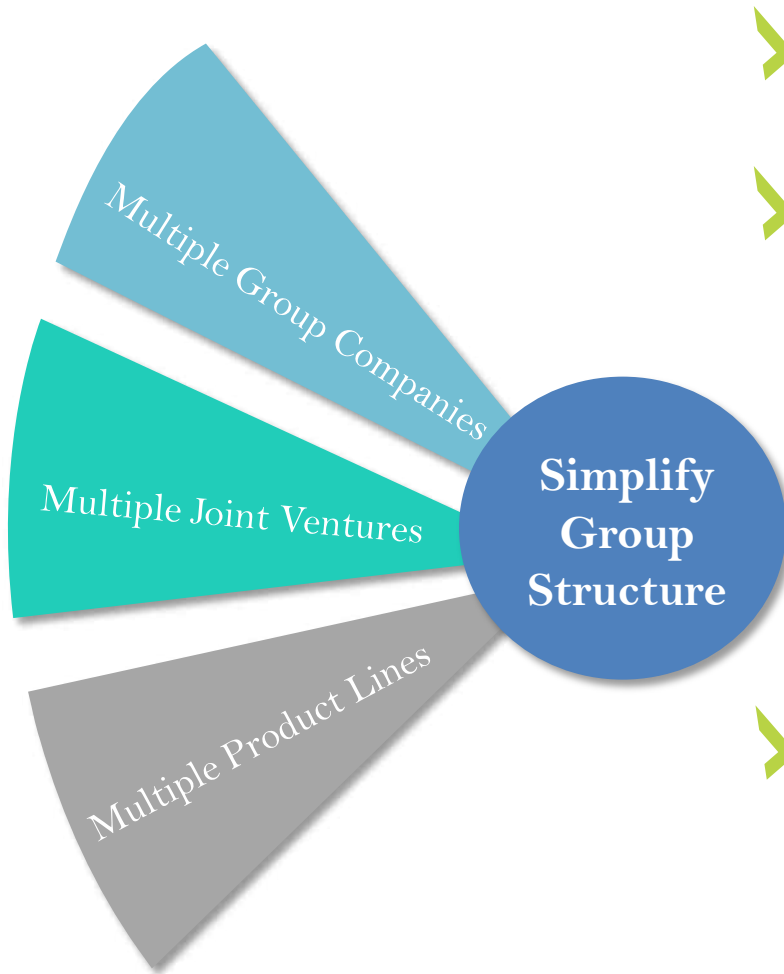 Multiple Group Companies
Multiple Joint Ventures
Simplify
Group
Structure
Multiple Product Lines